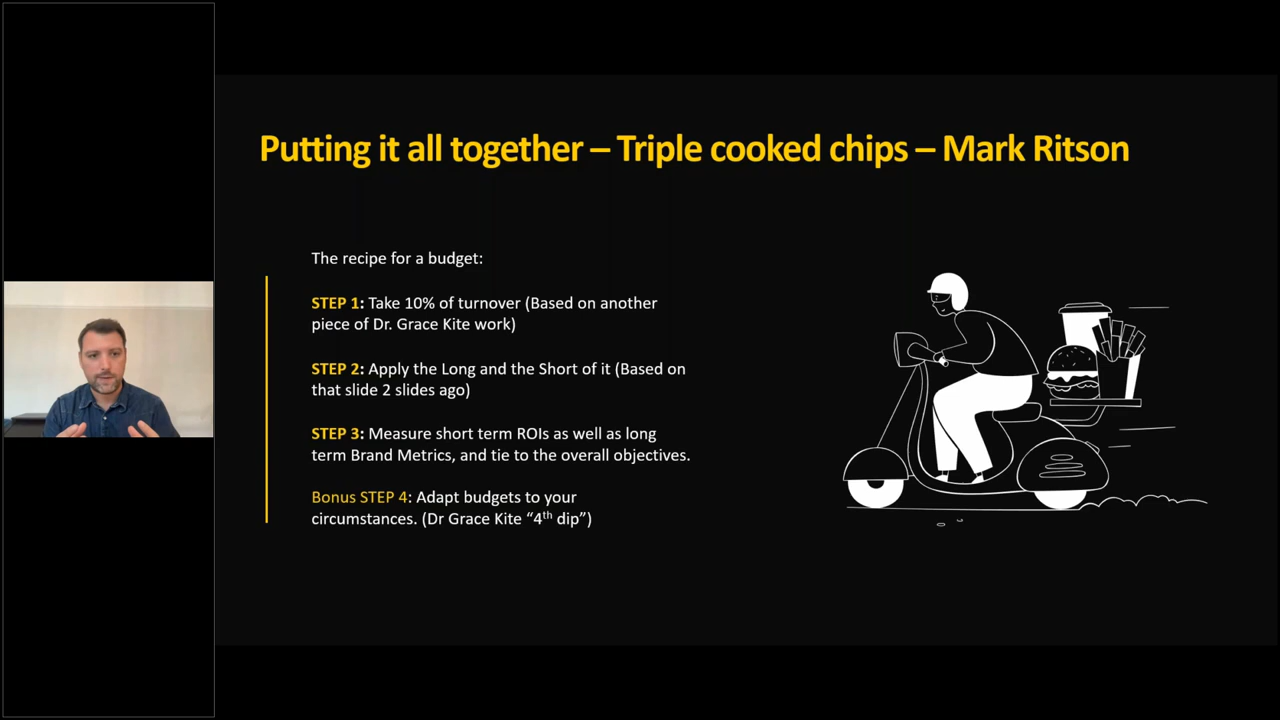 Putting it all together – Triple cooked chips – Mark Ritson
The recipe for a budget:
STEP 1: Take 10% of turnover (Based on another
piece of Dr. Grace Kite work)
STEP 2: Apply the Long and the Short of it (Based on
that slide 2 slides ago)
STEP 3: Measure short term ROIs as well as long
term Brand Metrics, and tie to the overall objectives.
Bonus STEP 4: Adapt budgets to your
circumstances. (Dr Grace Kite “4th dip”)